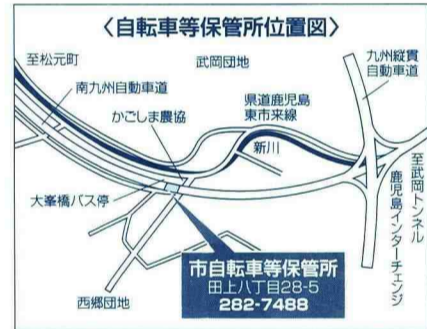 〈自転車等保管所位置図〉
至松元町
武岡団地
九州縦貫
自動車道
南九州自動車道
かごしま農協
県道鹿児島
東市来線
新川
大峯橋バス停
至武岡トンネル
鹿児島インターチェンジ
市自転車等保管所
田上八丁目28-5
282-7488
西郷団地